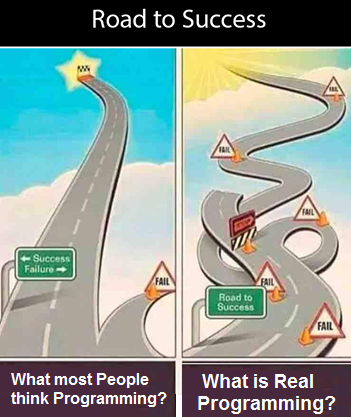 Road to Success
← Success
Failure →
FAIL
What most People
think Programming?
FAIL
FAIL
FAIL
FAIL
Road to
Success
FAIL
What is Real
Programming?